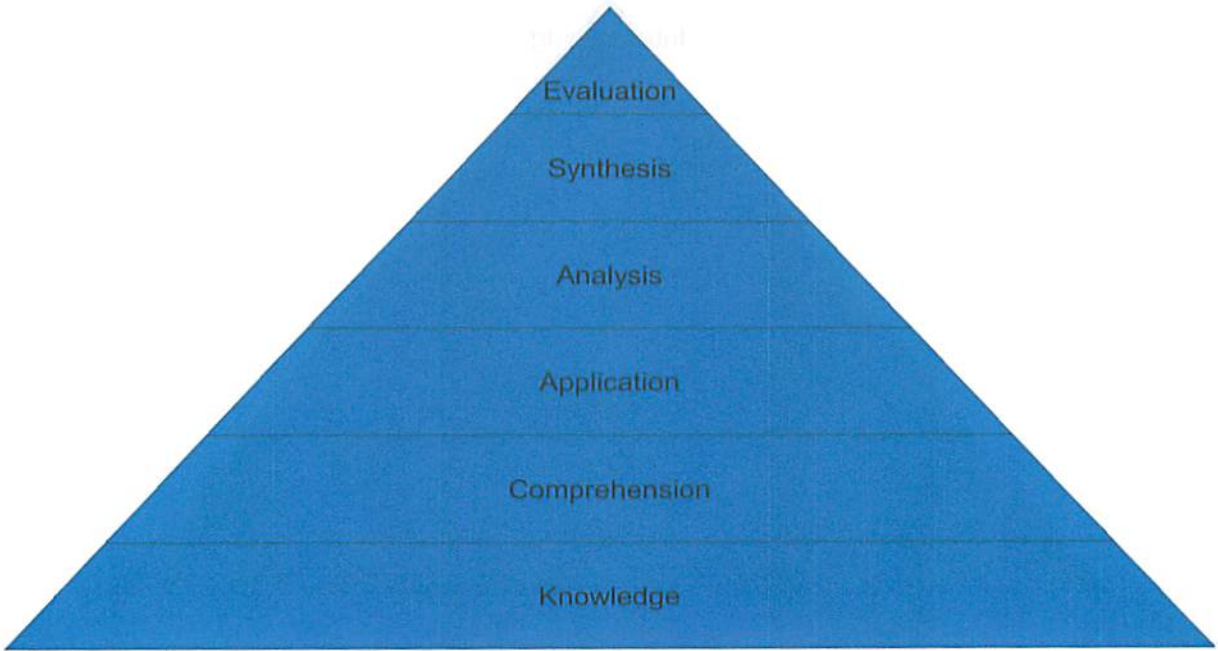 Evaluation
Synthesis
Analysis
Application
Comprehension
Knowledge